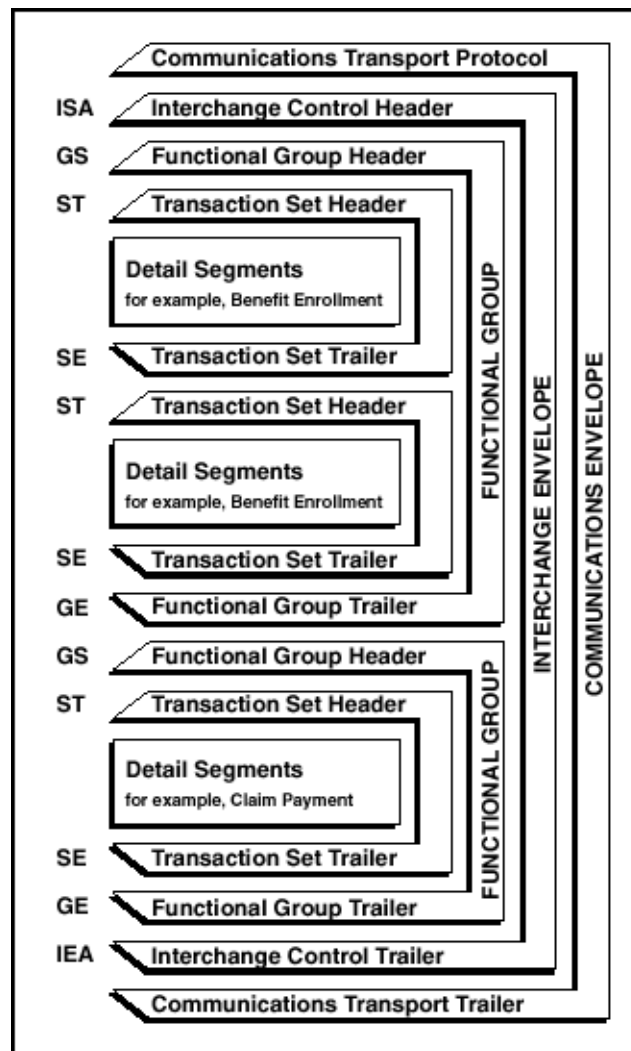 Communications Transport Protocol
ISA Interchange Control Header
GS Functional Group Header
ST Transaction Set Header
Detail Segments
for example, Benefit Enrollment
SE Transaction Set Trailer
ST Transaction Set Header
Detail Segments
for example, Benefit Enrollment
SE Transaction Set Trailer
GE Functional Group Trailer
FUNCTIONAL GROUP
GS Functional Group Header
ST Transaction Set Header
Detail Segments
for example, Claim Payment
SE Transaction Set Trailer
GE Functional Group Trailer
FUNCTIONAL GROUP
IEA Interchange Control Trailer
INTERCHANGE ENVELOPE
Communications Transport Trailer
COMMUNICATIONS ENVELOPE